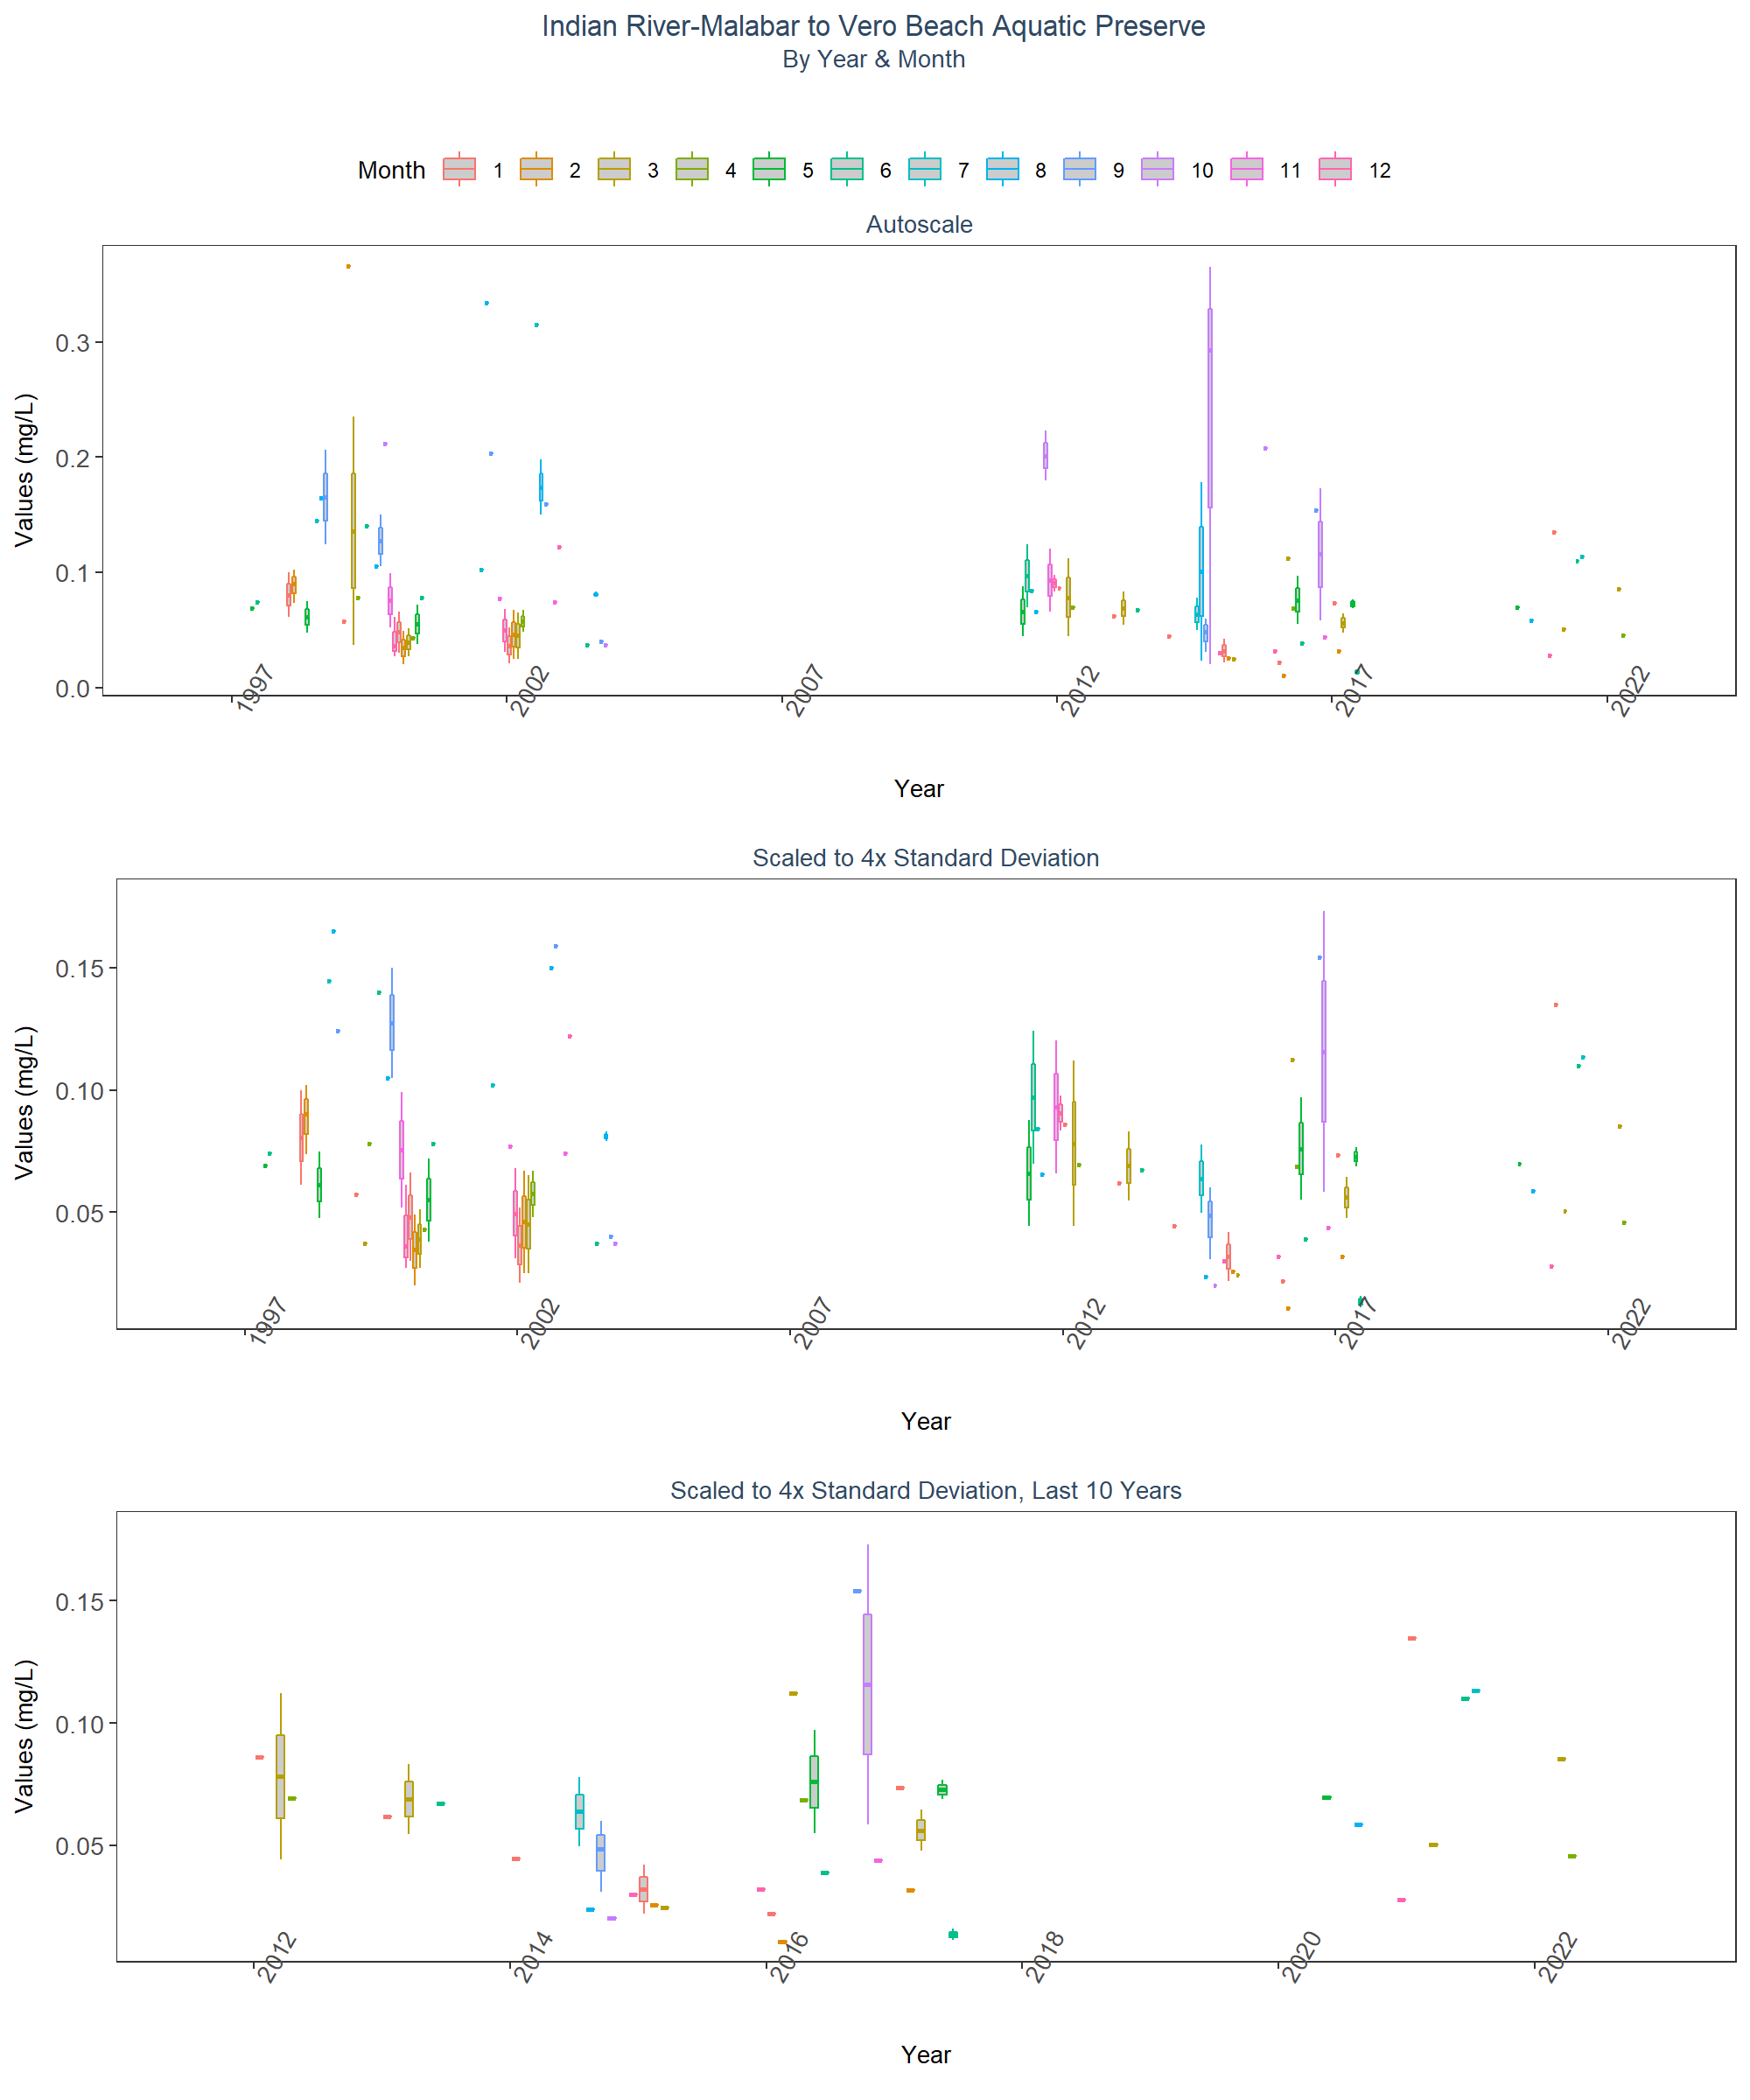 Indian River-Malabar to Vero Beach Aquatic Preserve
By Year & Month
Month 1 2 3 4 5 6 7 8 9 10 11 12
Autoscale
Values (mg/L)
0.3
0.2
0.1
0.0
1997 2002 2007 2012 2017 2022
Year
Scaled to 4x Standard Deviation
Values (mg/L)
0.15
0.10
0.05
1997 2002 2007 2012 2017 2022
Year
Scaled to 4x Standard Deviation, Last 10 Years
Values (mg/L)
0.15
0.10
0.05
2012 2014 2016 2018 2020 2022
Year